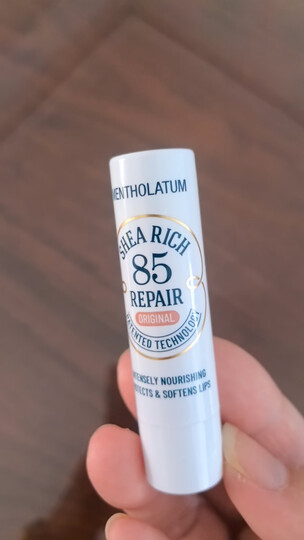 MENTHOLATUM
SHEA RICH
85
REPAIR
ORIGINAL
PATENTED TECHNOLOGY
INTENSELY NOURISHING
PROTECTS & SOFTENS LIPS